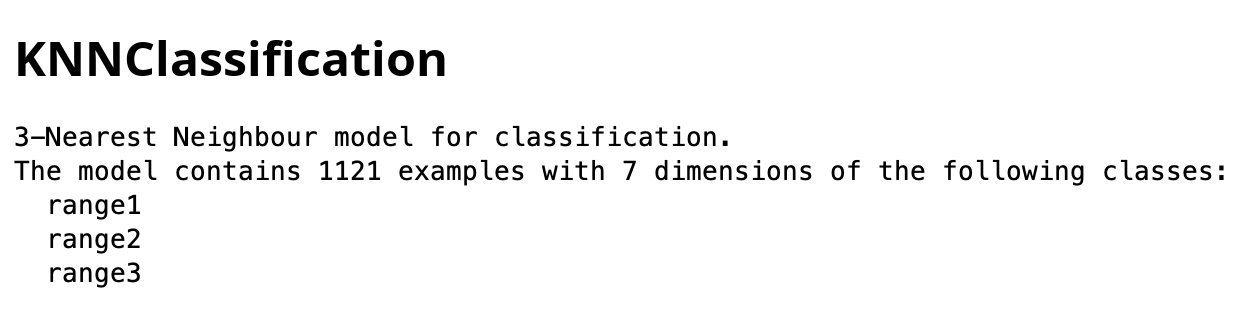 KNNClassification
3-Nearest Neighbour model for classification.
The model contains 1121 examples with 7 dimensions of the following classes:
range1
range2
range3